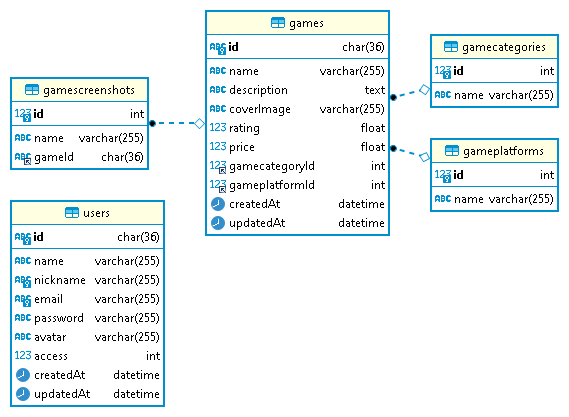 games
id char(36)
name varchar(255)
description text
coverImage varchar(255)
rating float
price float
gamecategoryId int
gameplatformId int
createdAt datetime
updatedAt datetime
gamecategories
id int
name varchar(255)
gamescreenshots
id int
name varchar(255)
gameId char(36)
gameplatforms
id int
name varchar(255)
users
id char(36)
name varchar(255)
nickname varchar(255)
email varchar(255)
password varchar(255)
avatar varchar(255)
access int
createdAt datetime
updatedAt datetime